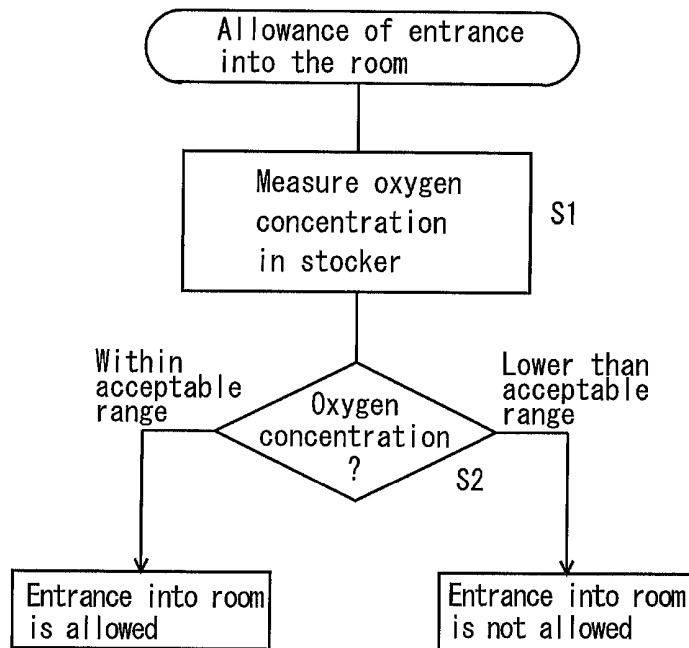 Allowance of entrance
into the room
Measure oxygen
concentration
in stocker
S1
Within
acceptable
range
Lower than
acceptable
range
Oxygen
concentration
?
S2
Entrance into room
is allowed
Entrance into room
is not allowed